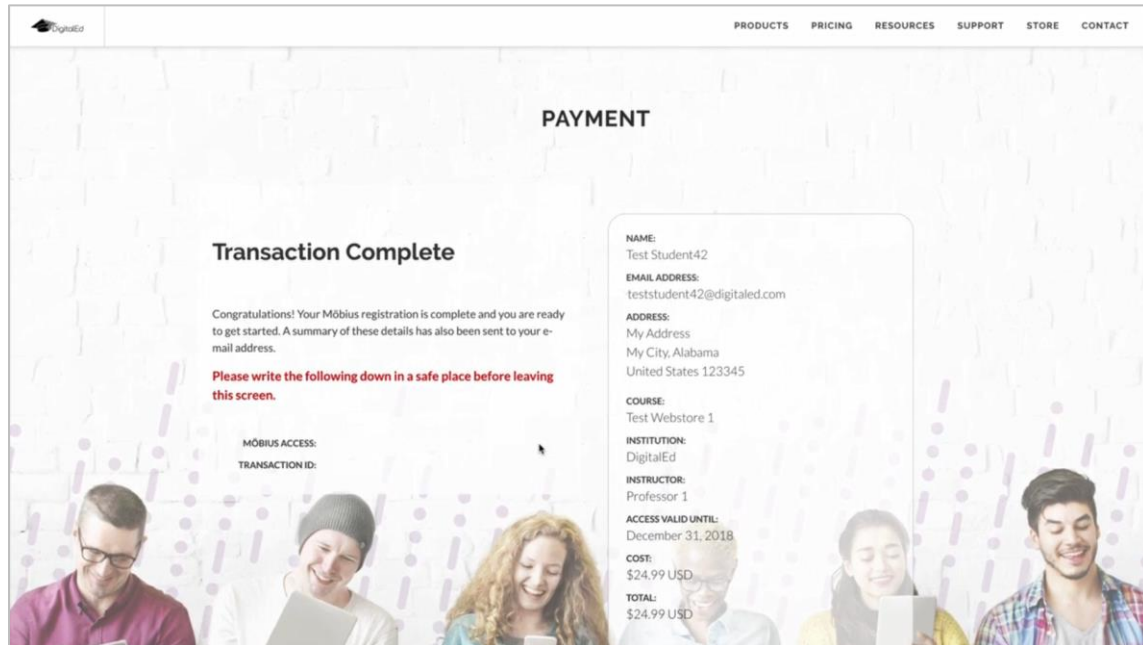 DigitalEd
PRODUCTS PRICING RESOURCES SUPPORT STORE CONTACT
PAYMENT
Transaction Complete
Congratulations! Your Möbius registration is complete and you are ready
to get started. A summary of these details has also been sent to your e-
mail address.
Please write the following down in a safe place before leaving
this screen.
MÖBIUS ACCESS:
TRANSACTION ID:
NAME:
Test Student42
EMAIL ADDRESS:
teststudent42@digitaled.com
ADDRESS:
My Address
My City, Alabama
United States 123345
COURSE:
Test Webstore 1
INSTITUTION:
DigitalEd
INSTRUCTOR:
Professor 1
ACCESS VALID UNTIL:
December 31, 2018
COST:
$24.99 USD
TOTAL:
$24.99 USD